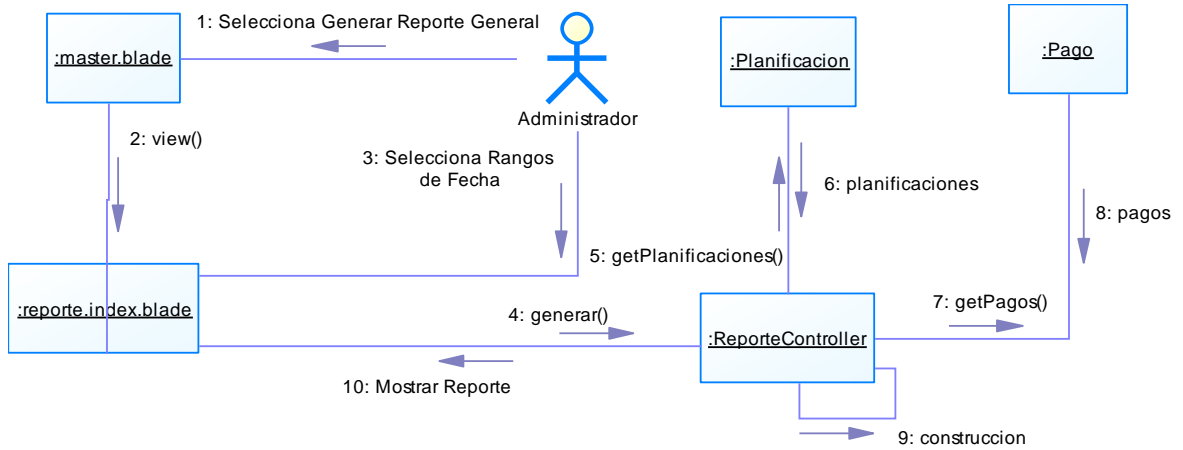 1: Selecciona Generar Reporte General
:master.blade
:Planificacion
:Pago
Administrador
2: view()
3: Selecciona Rangos
de Fecha
6: planificaciones
8: pagos
5: getPlanificaciones()
:reporte.index.blade
4: generar()
7: getPagos()
:ReporteController
10: Mostrar Reporte
9: construccion